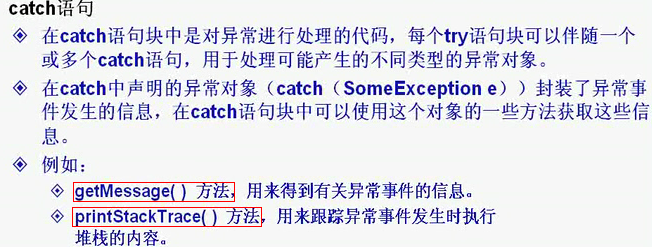 catch语句
在catch语句块中是对异常进行处理的代码，每个try语句块可以伴随一个
或多个catch语句，用于处理可能产生的不同类型的异常对象。
在catch中声明的异常对象（catch（SomeException e））封装了异常事
件发生的信息，在catch语句块中可以使用这个对象的一些方法获取这些信
息。
例如：
getMessage( ) 方法，用来得到有关异常事件的信息。
printStackTrace( ) 方法，用来跟踪异常事件发生时执行
堆栈的内容。